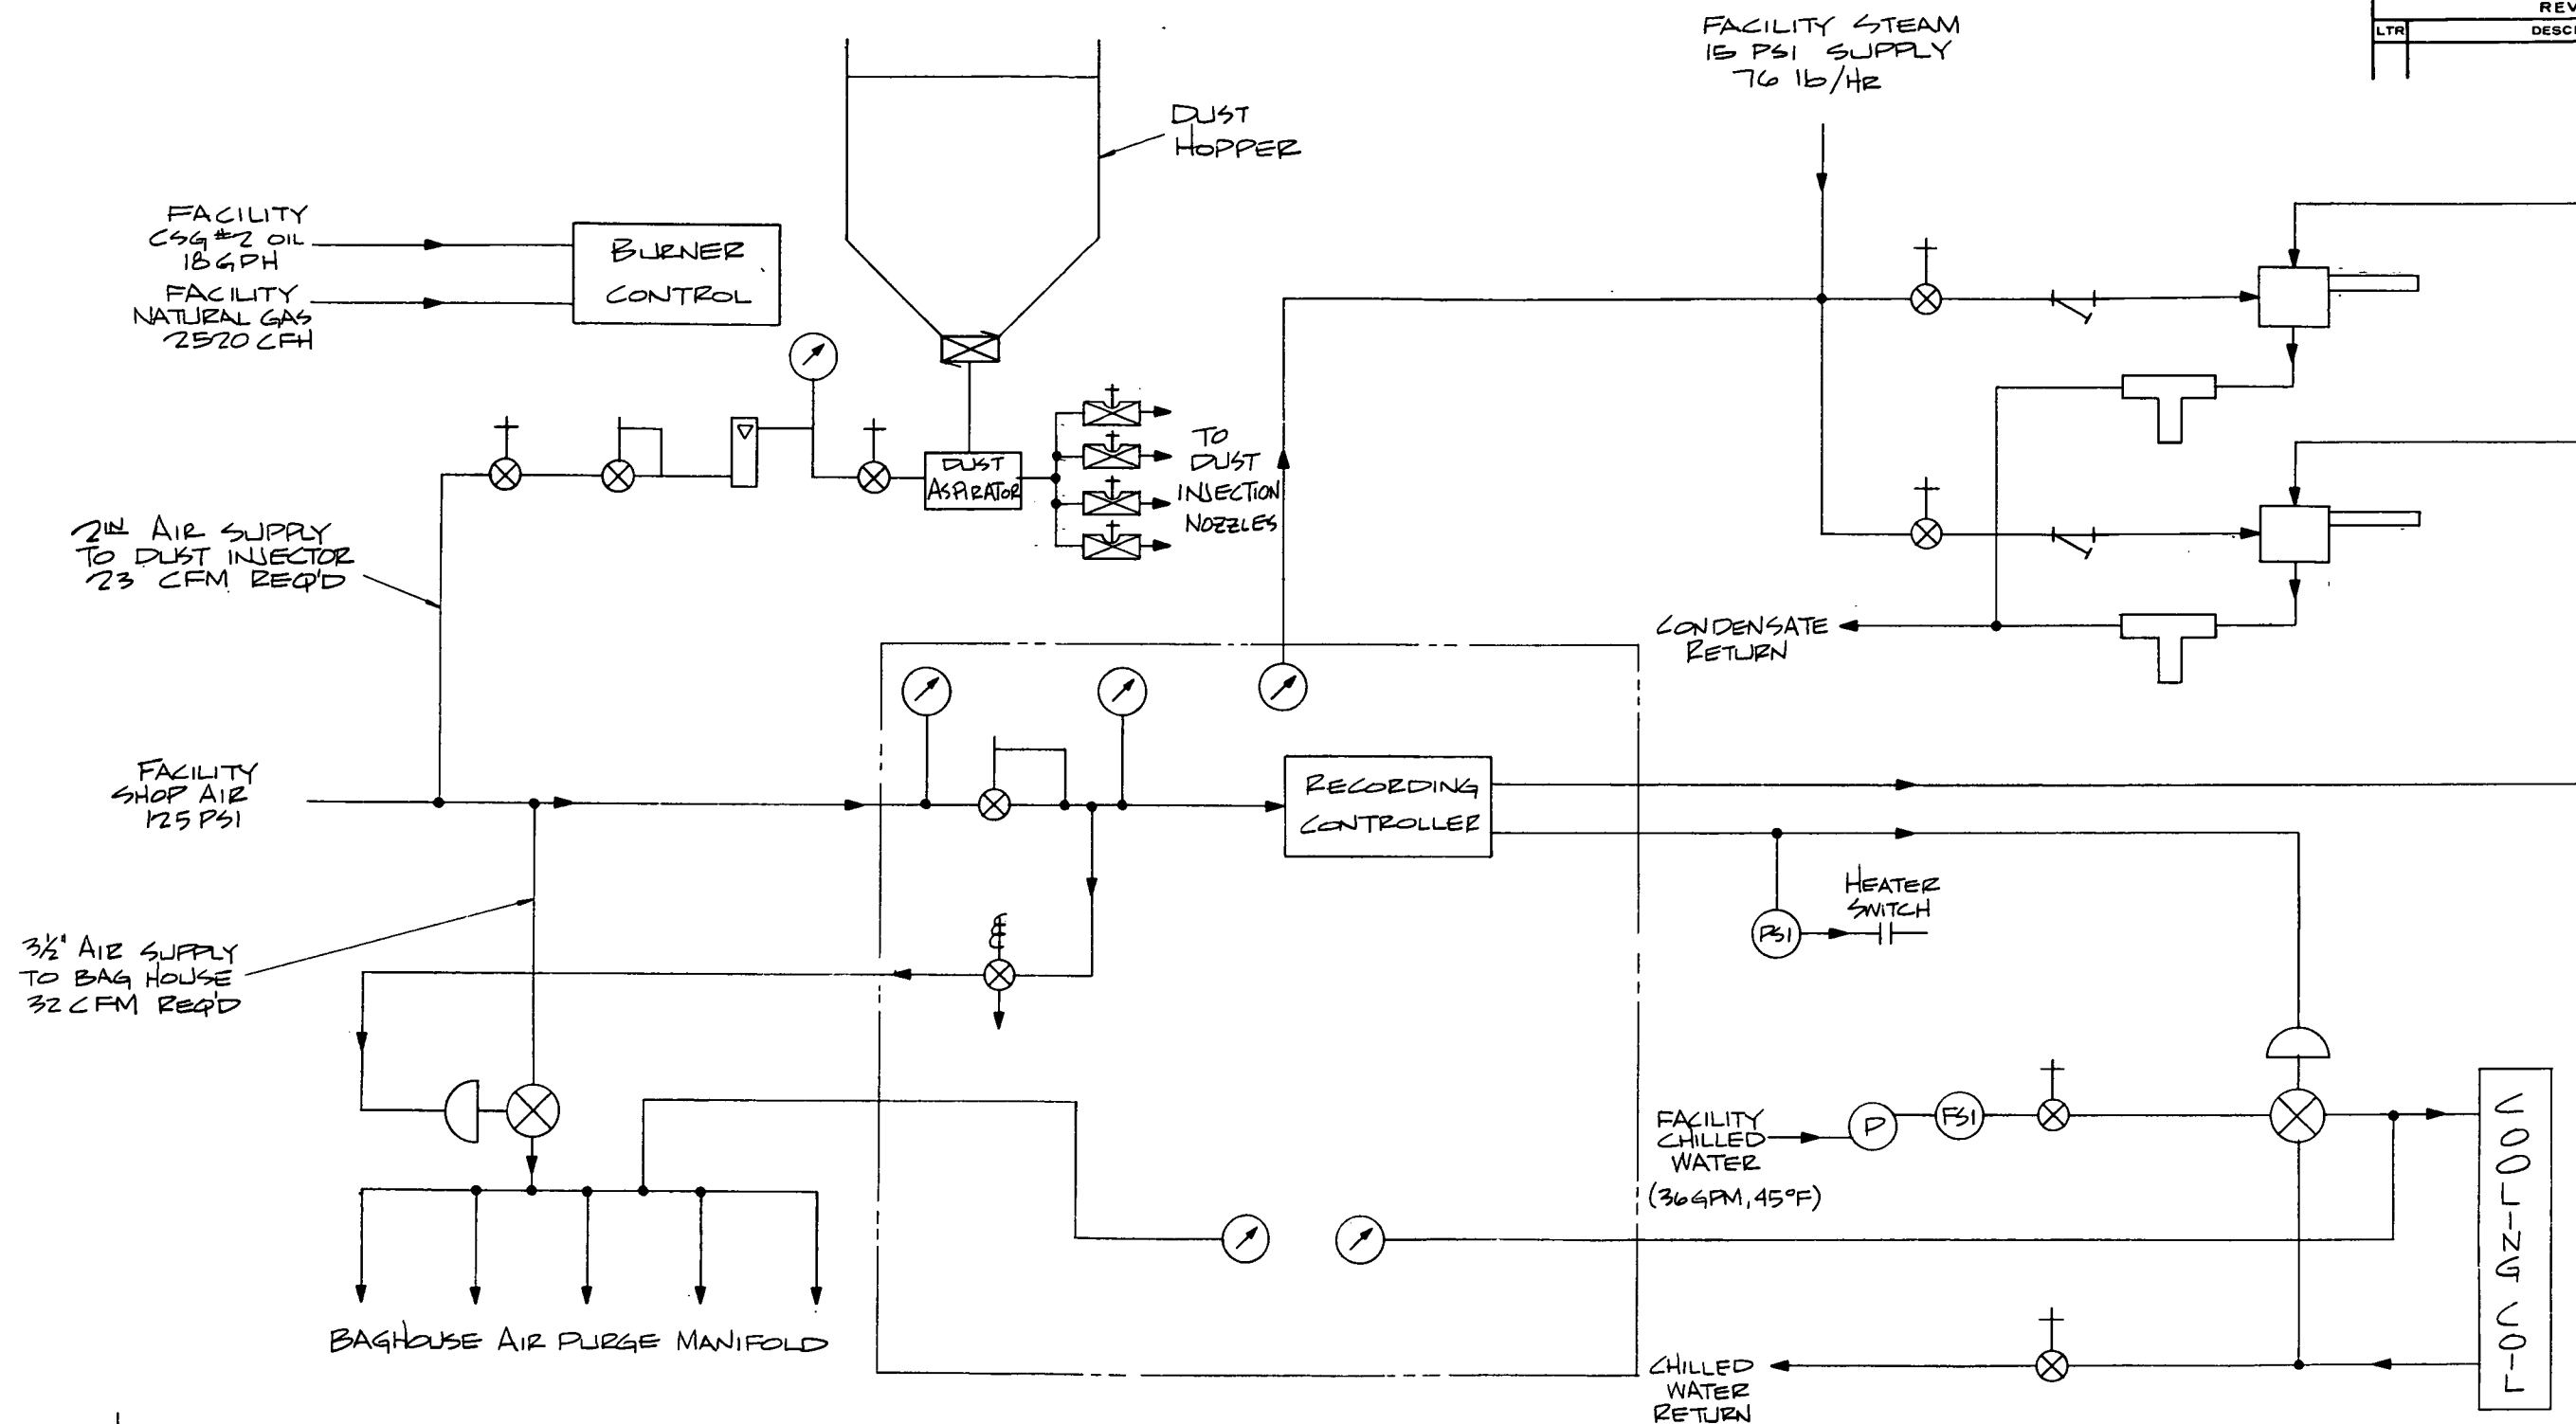 FACILITY STEAM
15 PSI SUPPLY
76 lb/HR
REV
LTR
DESC
DUST
HOPPER
FACILITY
CSG #2 OIL
18 GPH
FACILITY
NATURAL GAS
2520 CFH
BURNER
CONTROL
DUST
ASPIRATOR
TO
DUST
INJECTION
NOZZLES
2IN AIR SUPPLY
TO DUST INJECTOR
23 CFM REQ'D
CONDENSATE
RETURN
FACILITY
SHOP AIR
125 PSI
RECORDING
CONTROLLER
HEATER
SWITCH
PSI
3½" AIR SUPPLY
TO BAG HOUSE
32 CFM REQ'D
FACILITY
CHILLED
WATER
(36 GPM, 45°F)
P
FSI
COOLING COIL
BAGHOUSE AIR PURGE MANIFOLD
CHILLED
WATER
RETURN